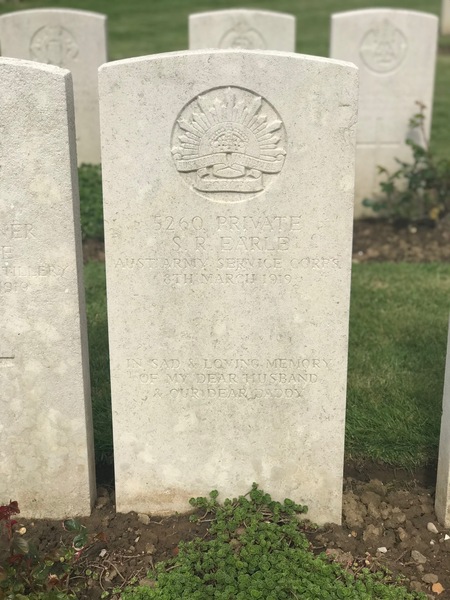 5260 PRIVATE
S. R. EARLE
AUST. ARMY SERVICE CORPS
8TH MARCH 1919
IN SAD & LOVING MEMORY
OF MY DEAR HUSBAND
& OUR DEAR DADDY